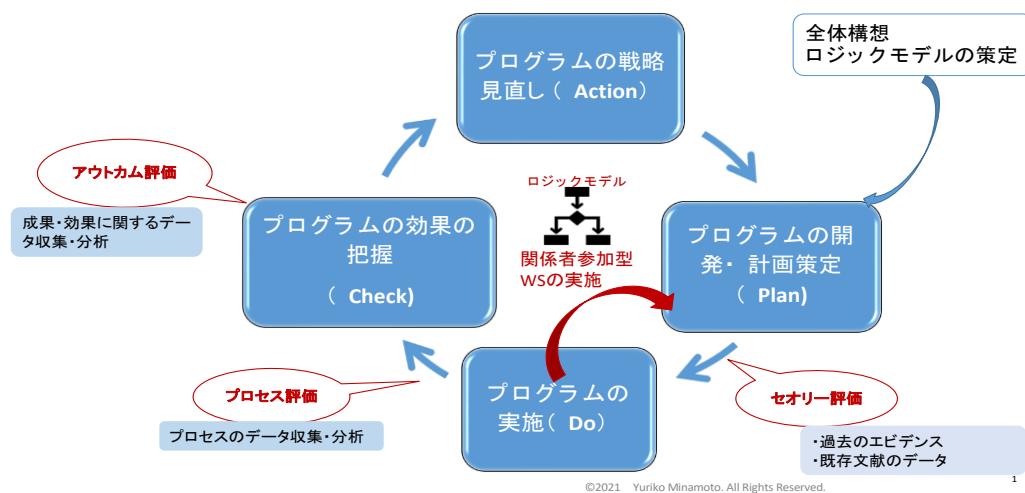 全体構想
ロジックモデルの策定
プログラムの戦略
見直し( Action)
アウトカム評価
成果・効果に関するデー
タ収集・分析
プログラムの効果の
把握
( Check)
ロジックモデル
関係者参加型
WSの実施
プログラムの開
発・ 計画策定
( Plan)
プロセス評価
プロセスのデータ収集・分析
プログラムの
実施( Do)
セオリー評価
・過去のエビデンス
・既存文献のデータ
©2021 Yuriko Minamoto. All Rights Reserved.
1